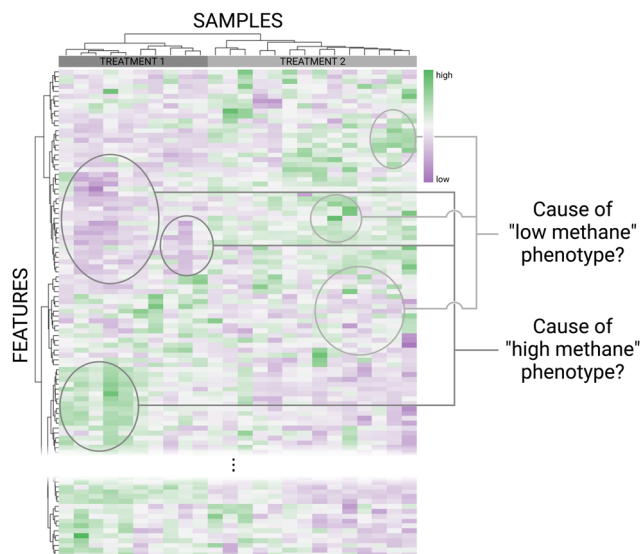 SAMPLES
TREATMENT 1
TREATMENT 2
high
low
FEATURES
Cause of
"low methane"
phenotype?
Cause of
"high methane"
phenotype?
⋮